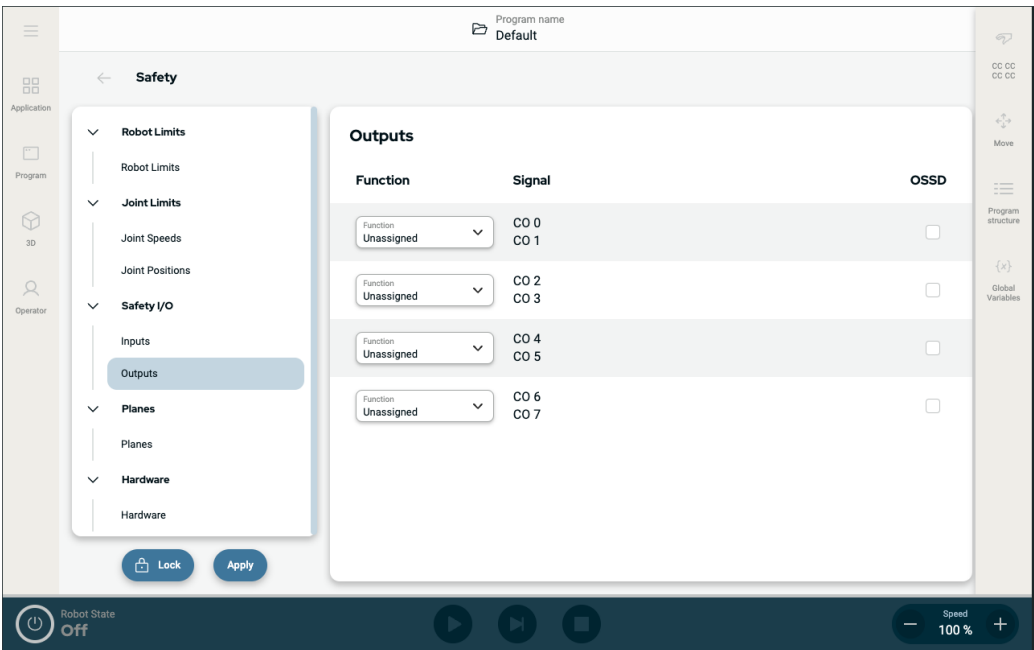 Program name
Default
Application
Program
3D
Operator
Safety
Robot Limits
Robot Limits
Joint Limits
Joint Speeds
Joint Positions
Safety I/O
Inputs
Outputs
Planes
Planes
Hardware
Hardware
Lock
Apply
Outputs
Function
Signal
OSSD
Function
Unassigned
CO 0
CO 1
Function
Unassigned
CO 2
CO 3
Function
Unassigned
CO 4
CO 5
Function
Unassigned
CO 6
CO 7
CC CC
CC CC
Move
Program
structure
{x}
Global
Variables
Robot State
Off
Speed
100 %